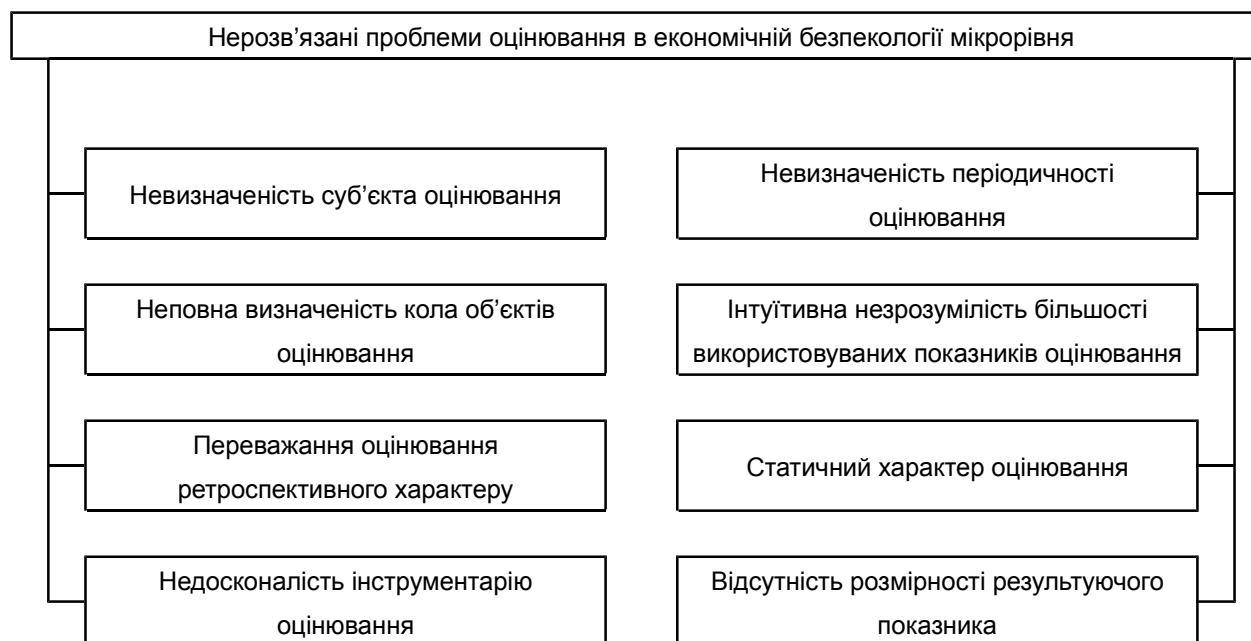 Нерозв'язані проблеми оцінювання в економічній безпекології мікрорівня
Невизначеність суб’єкта оцінювання
Неповна визначеність кола об’єктів
оцінювання
Переважання оцінювання
ретроспективного характеру
Недосконалість інструментарію
оцінювання
Невизначеність періодичності
оцінювання
Інтуїтивна незрозумілість більшості
використовуваних показників оцінювання
Статичний характер оцінювання
Відсутність розмірності результуючого
показника